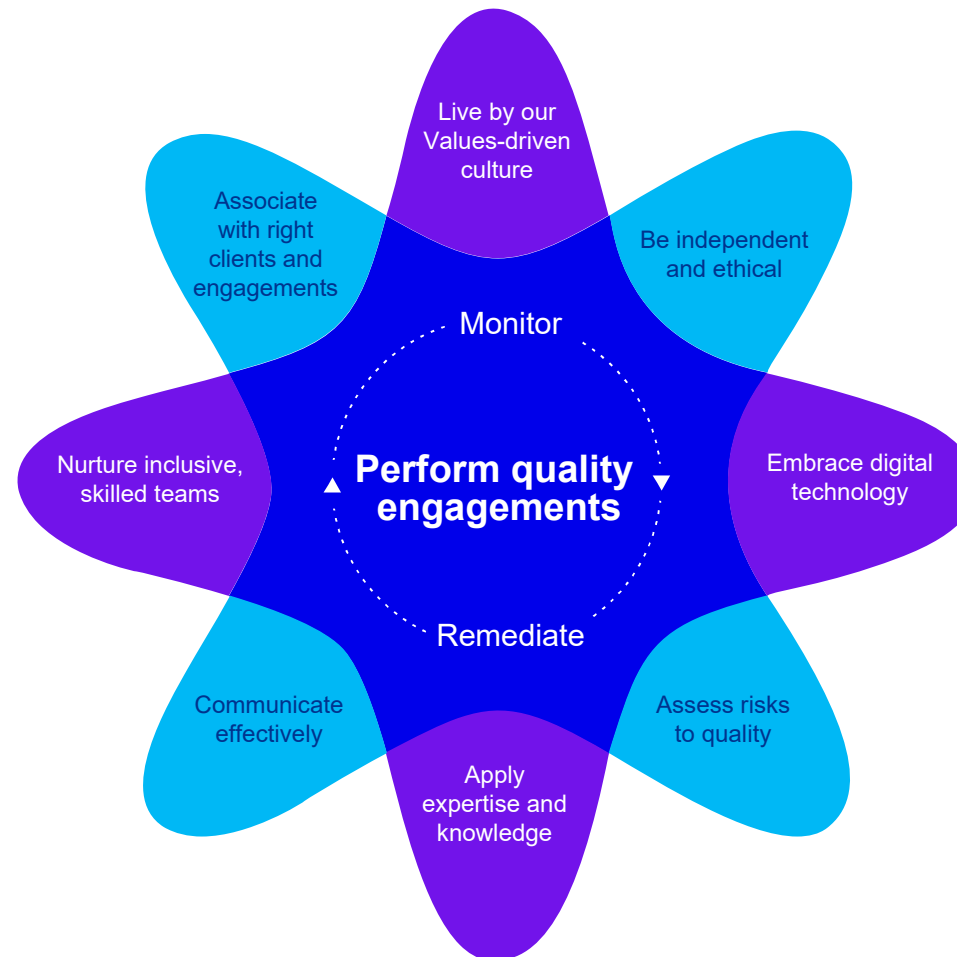 Live by our
Values-driven
culture
Associate
with right
clients and
engagements
Be independent
and ethical
Monitor
Nurture inclusive,
skilled teams
Perform quality
engagements
Embrace digital
technology
Remediate
Communicate
effectively
Assess risks
to quality
Apply
expertise and
knowledge